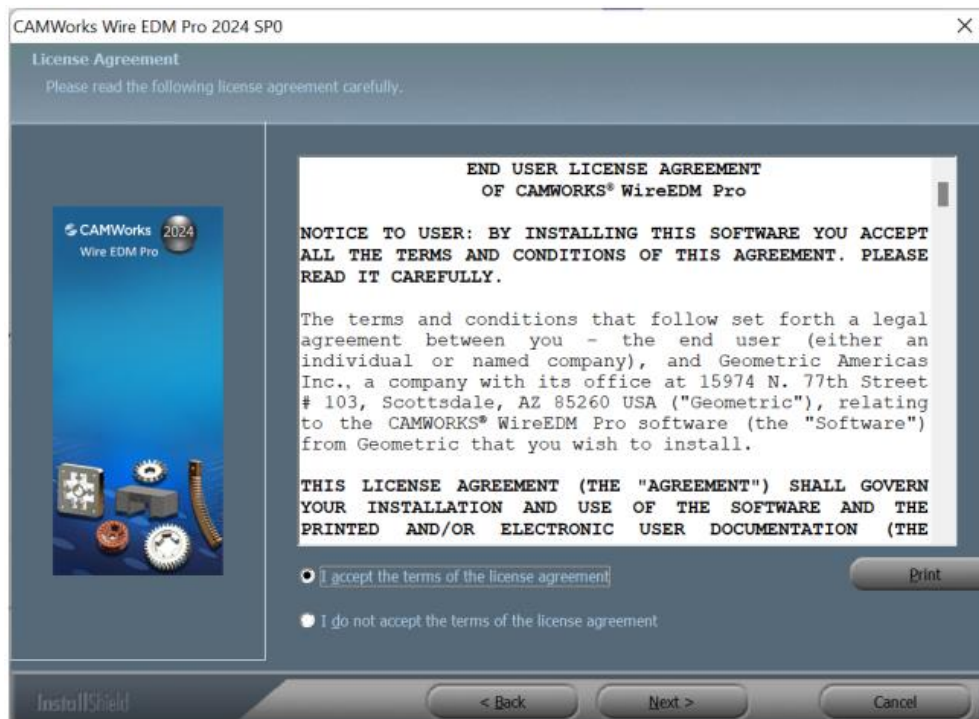 CAMWorks Wire EDM Pro 2024 SP0
License Agreement
Please read the following license agreement carefully.
CAMWorks 2024
Wire EDM Pro
END USER LICENSE AGREEMENT
OF CAMWORKS® WireEDM Pro
NOTICE TO USER: BY INSTALLING THIS SOFTWARE YOU ACCEPT
ALL THE TERMS AND CONDITIONS OF THIS AGREEMENT. PLEASE
READ IT CAREFULLY.
The terms and conditions that follow set forth a legal
agreement between you - the end user (either an
individual or named company), and Geometric Americas
Inc., a company with its office at 15974 N. 77th Street
# 103, Scottsdale, AZ 85260 USA ("Geometric"), relating
to the CAMWORKS® WireEDM Pro software (the "Software")
from Geometric that you wish to install.
THIS LICENSE AGREEMENT (THE "AGREEMENT") SHALL GOVERN
YOUR INSTALLATION AND USE OF THE SOFTWARE AND THE
PRINTED AND/OR ELECTRONIC USER DOCUMENTATION (THE
I accept the terms of the license agreement
Print
I do not accept the terms of the license agreement
InstallShield
< Back
Next >
Cancel